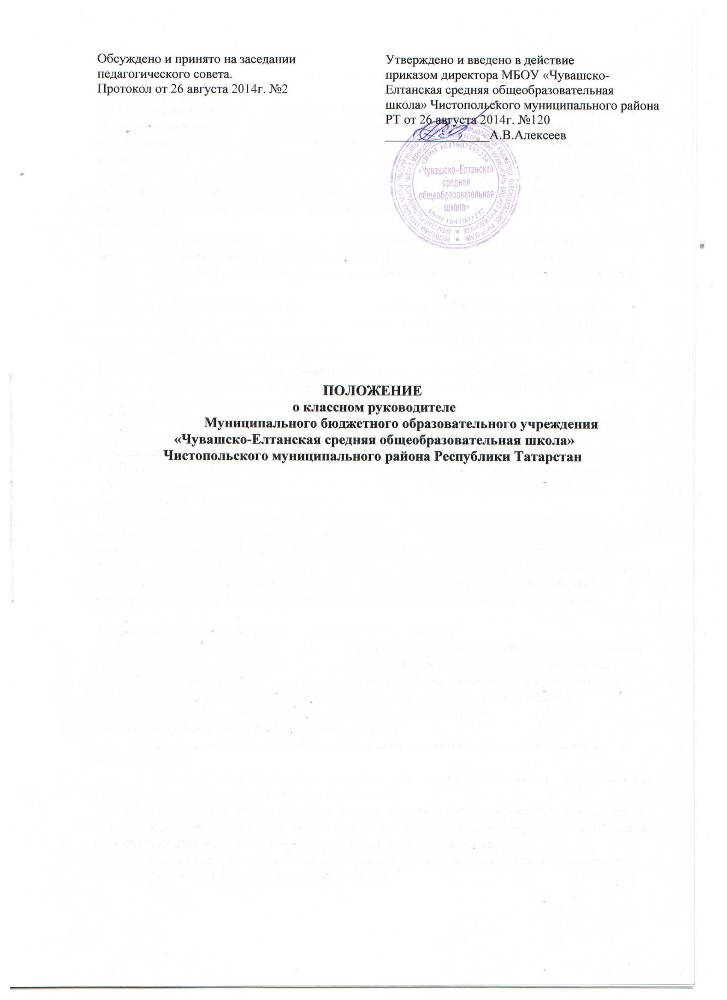 Обсуждено и принято на заседании
педагогического совета.
Протокол от 26 августа 2014г. №2
Утверждено и введено в действие
приказом директора МБОУ «Чувашско-
Елтанская средняя общеобразовательная
школа» Чистопольского муниципального района
РТ от 26 августа 2014г. №120
А.В.Алексеев
ОГРН 1021607555254
«Чувашско-Елтанская
средняя
общеобразовательная
школа»
ИНН 1641003237
ПОЛОЖЕНИЕ
о классном руководителе
Муниципального бюджетного образовательного учреждения
«Чувашско-Елтанская средняя общеобразовательная школа»
Чистопольского муниципального района Республики Татарстан